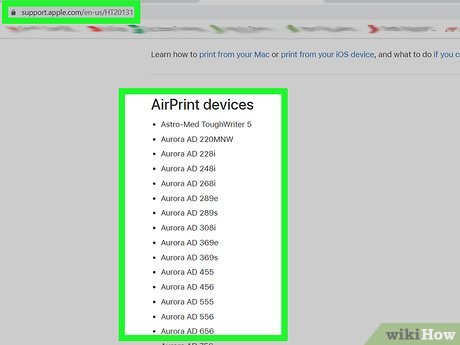 support.apple.com/en-us/HT20131
Learn how to print from your Mac or print from your iOS device, and what to do if you c
AirPrint devices
• Astro-Med ToughWriter 5
• Aurora AD 220MNW
• Aurora AD 228i
• Aurora AD 248i
• Aurora AD 268i
• Aurora AD 289e
• Aurora AD 289s
• Aurora AD 308i
• Aurora AD 369e
• Aurora AD 369s
• Aurora AD 455
• Aurora AD 456
• Aurora AD 555
• Aurora AD 556
• Aurora AD 656
wikiHow